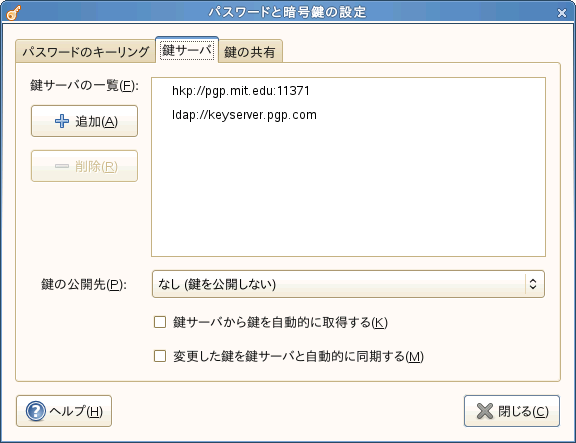 パスワードと暗号鍵の設定
パスワードのキーリング 鍵サーバ 鍵の共有
鍵サーバの一覧(F):
hkp://pgp.mit.edu:11371
ldap://keyserver.pgp.com
追加(A)
削除(R)
鍵の公開先(P): なし (鍵を公開しない)
鍵サーバから鍵を自動的に取得する(K)
変更した鍵を鍵サーバと自動的に同期する(M)
ヘルプ(H) 閉じる(C)